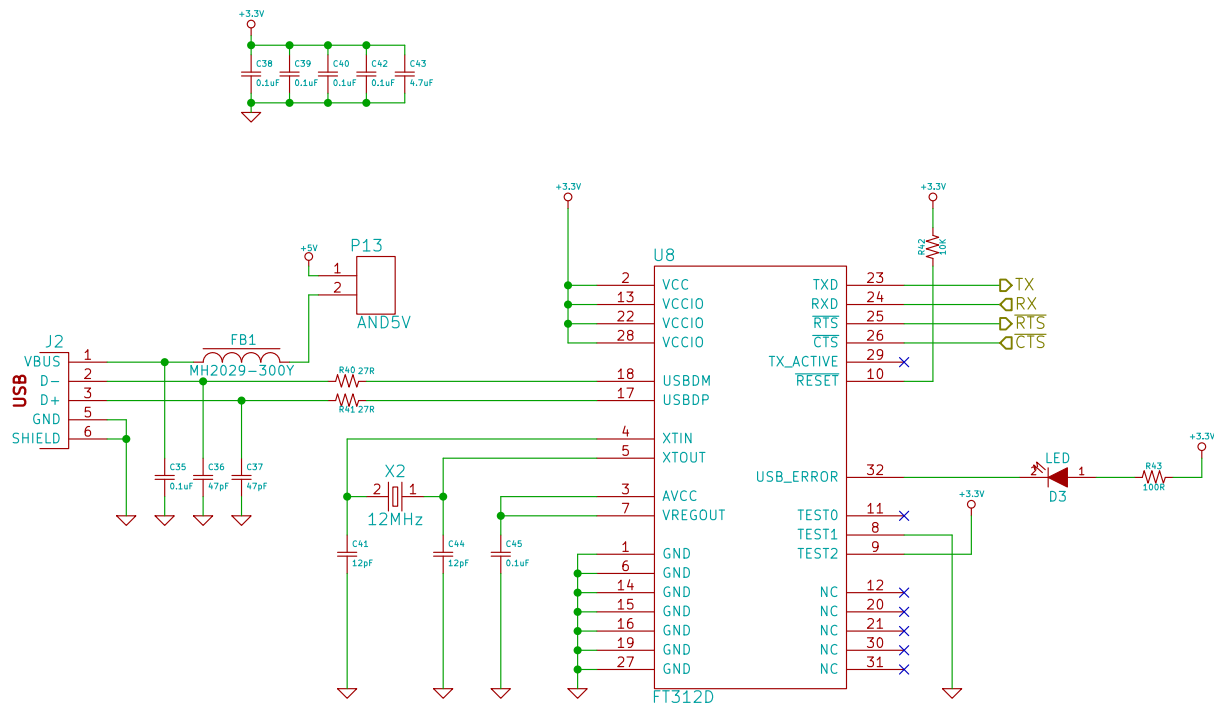 +3.3V
C38 C39 C40 C42 C43
0.1uF 0.1uF 0.1uF 0.1uF 4.7uF
+3.3V
+3.3V
R42 10K
+5V
P13
1
2
AND5V
U8
2 VCC
13 VCCIO
22 VCCIO
28 VCCIO
18 USBDM
17 USBDP
4 XTIN
5 XTOUT
3 AVCC
7 VREGOUT
1 GND
6 GND
14 GND
15 GND
16 GND
19 GND
27 GND
TXD 23 TX
RXD 24 RX
RTS 25 RTS
CTS 26 CTS
TX_ACTIVE 29
RESET 10
USB_ERROR 32
TEST0 11
TEST1 8
TEST2 9
NC 12
NC 20
NC 21
NC 30
NC 31
FT312D
J2
USB
VBUS 1
D- 2
D+ 3
GND 5
SHIELD 6
FB1
MH2029-300Y
R40 27R
R41 27R
C35
0.1uF
C36
47pF
C37
47pF
X2
2 1
12MHz
C41
12pF
C44
12pF
C45
0.1uF
LED
2 1
D3
R43
100R
+3.3V
+3.3V